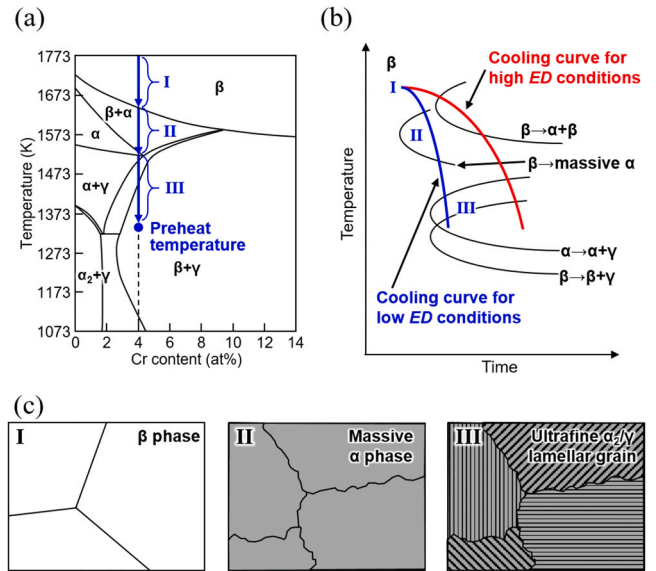 (a)
1773
1673
1573
1473
1373
1273
1173
1073
Temperature (K)
0 2 4 6 8 10 12 14
Cr content (at%)
β
β+α
α
α+γ
α₂+γ
β+γ
I
II
III
Preheat
temperature
(b)
Temperature
Time
β
I
II
III
Cooling curve for
high ED conditions
β→α+β
β→massive α
α→α+γ
β→β+γ
Cooling curve for
low ED conditions
(c)
I
β phase
II
Massive
α phase
III
Ultrafine α₂/γ
lamellar grain